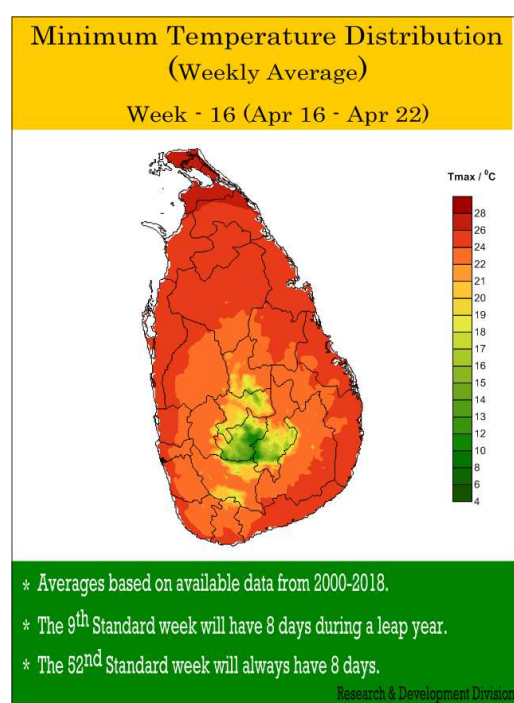 Minimum Temperature Distribution
(Weekly Average)
Week - 16 (Apr 16 - Apr 22)
Tmax / ⁰C
28
26
24
22
21
20
19
18
17
16
15
14
13
12
10
8
6
4
* Averages based on available data from 2000-2018.
* The 9th Standard week will have 8 days during a leap year.
* The 52nd Standard week will always have 8 days.
Research & Development Division